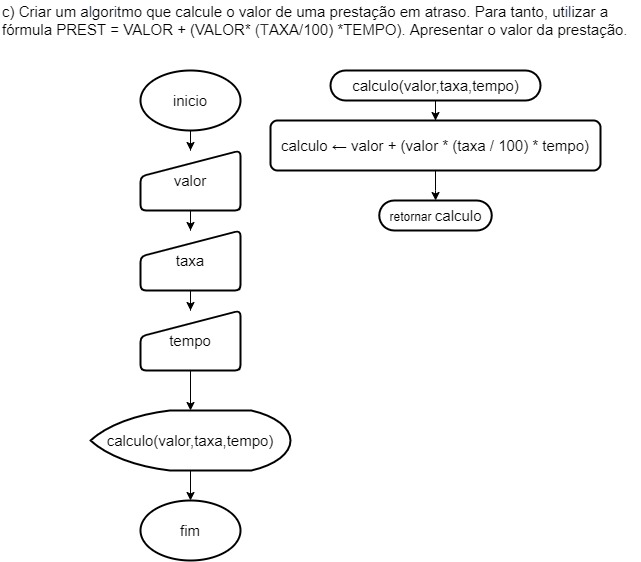 c) Criar um algoritmo que calcule o valor de uma prestação em atraso. Para tanto, utilizar a
fórmula PREST = VALOR + (VALOR* (TAXA/100) *TEMPO). Apresentar o valor da prestação.
inicio
valor
taxa
tempo
calculo(valor,taxa,tempo)
fim
calculo(valor,taxa,tempo)
calculo ← valor + (valor * (taxa / 100) * tempo)
retornar calculo